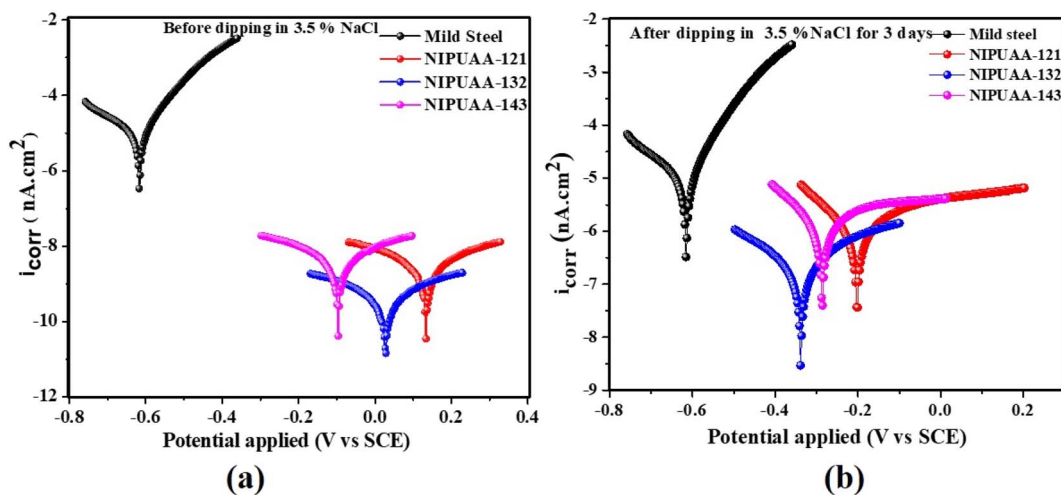 (a)
Before dipping in 3.5 % NaCl
Mild Steel
NIPUAA-121
NIPUAA-132
NIPUAA-143
i_corr ( nA.cm²)
-2
-4
-6
-8
-10
-12
-0.8 -0.6 -0.4 -0.2 0.0 0.2 0.4
Potential applied (V vs SCE)
(a)
b)
After dipping in 3.5 %NaCl for 3 days
Mild steel
NIPUAA-121
NIPUAA-132
NIPUAA-143
i_corr (nA.cm²)
-2
-3
-4
-5
-6
-7
-8
-9
-0.8 -0.6 -0.4 -0.2 0.0 0.2
Potential applied (V vs SCE)
(b)